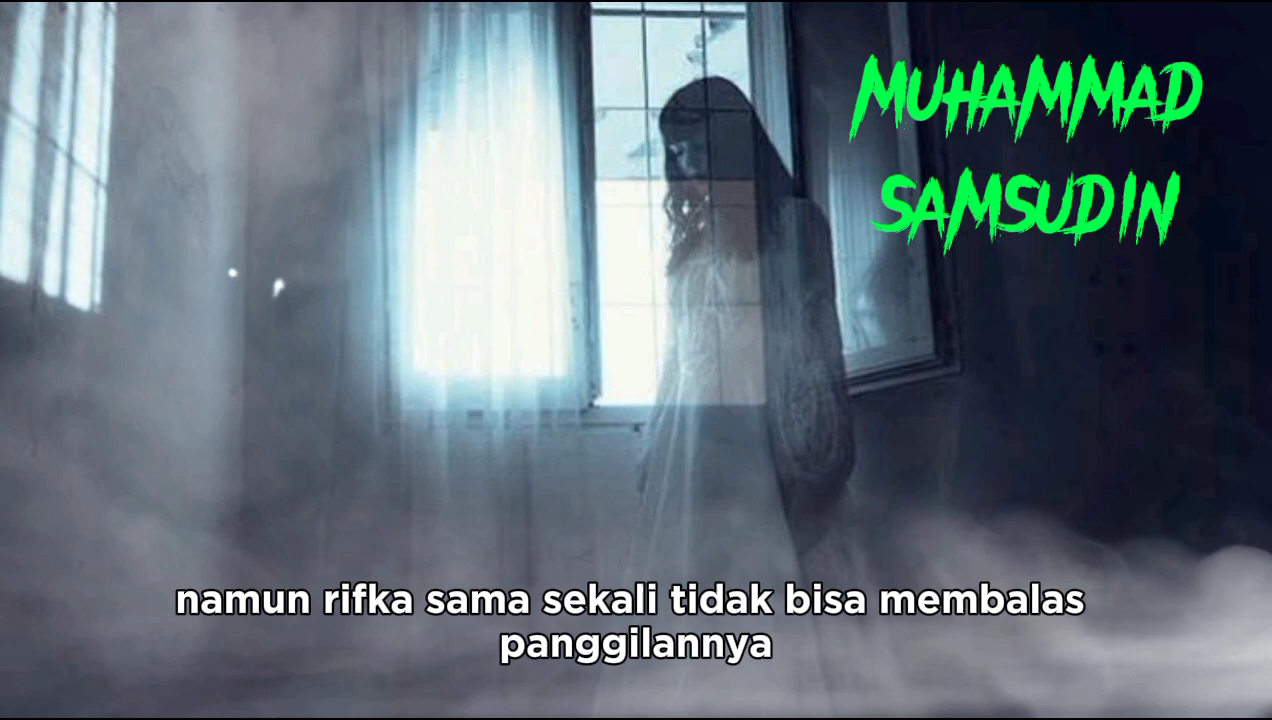 MUHAMMAD
SAMSUDIN
namun rifka sama sekali tidak bisa membalas
panggilannya